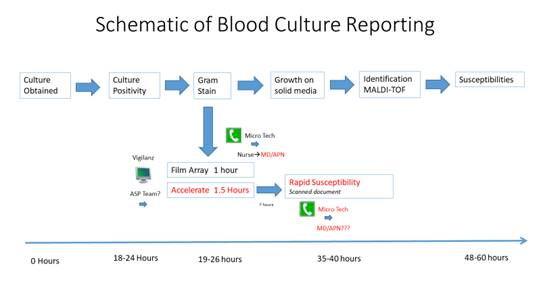 Schematic of Blood Culture Reporting
Culture
Obtained
Culture
Positivity
Gram
Stain
Growth on
solid media
Identification
MALDI-TOF
Susceptibilities
Micro Tech
Nurse→MD/APN
Vigilanz
ASP Team?
Film Array 1 hour
Accelerate 1.5 Hours
hours
Rapid Susceptibility
Scanned document
Micro Tech
MD/APN???
0 Hours
18-24 Hours
19-26 hours
35-40 hours
48-60 hours